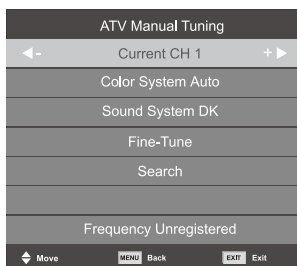 ATV Manual Tuning
- Current CH 1 +
Color System Auto
Sound System DK
Fine-Tune
Search
Frequency Unregistered
Move MENU Back EXIT Exit